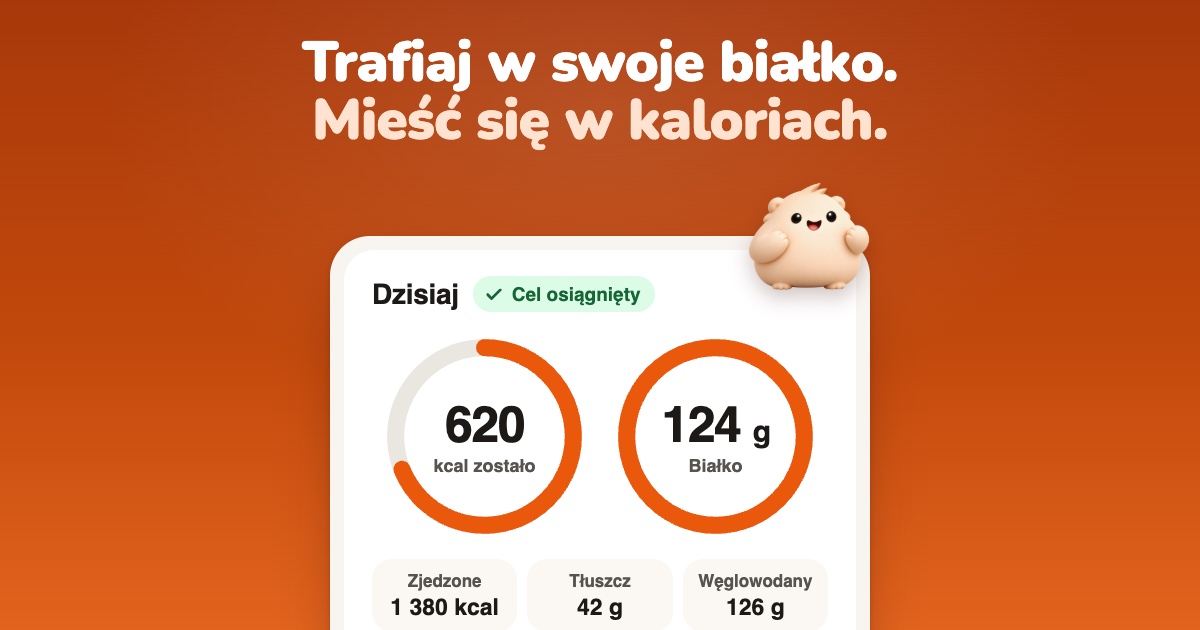 Trafiaj w swoje białko.
Mieść się w kaloriach.
Dzisiaj
Cel osiągnięty
620
kcal zostało
124 g
Białko
Zjedzone
1 380 kcal
Tłuszcz
42 g
Węglowodany
126 g